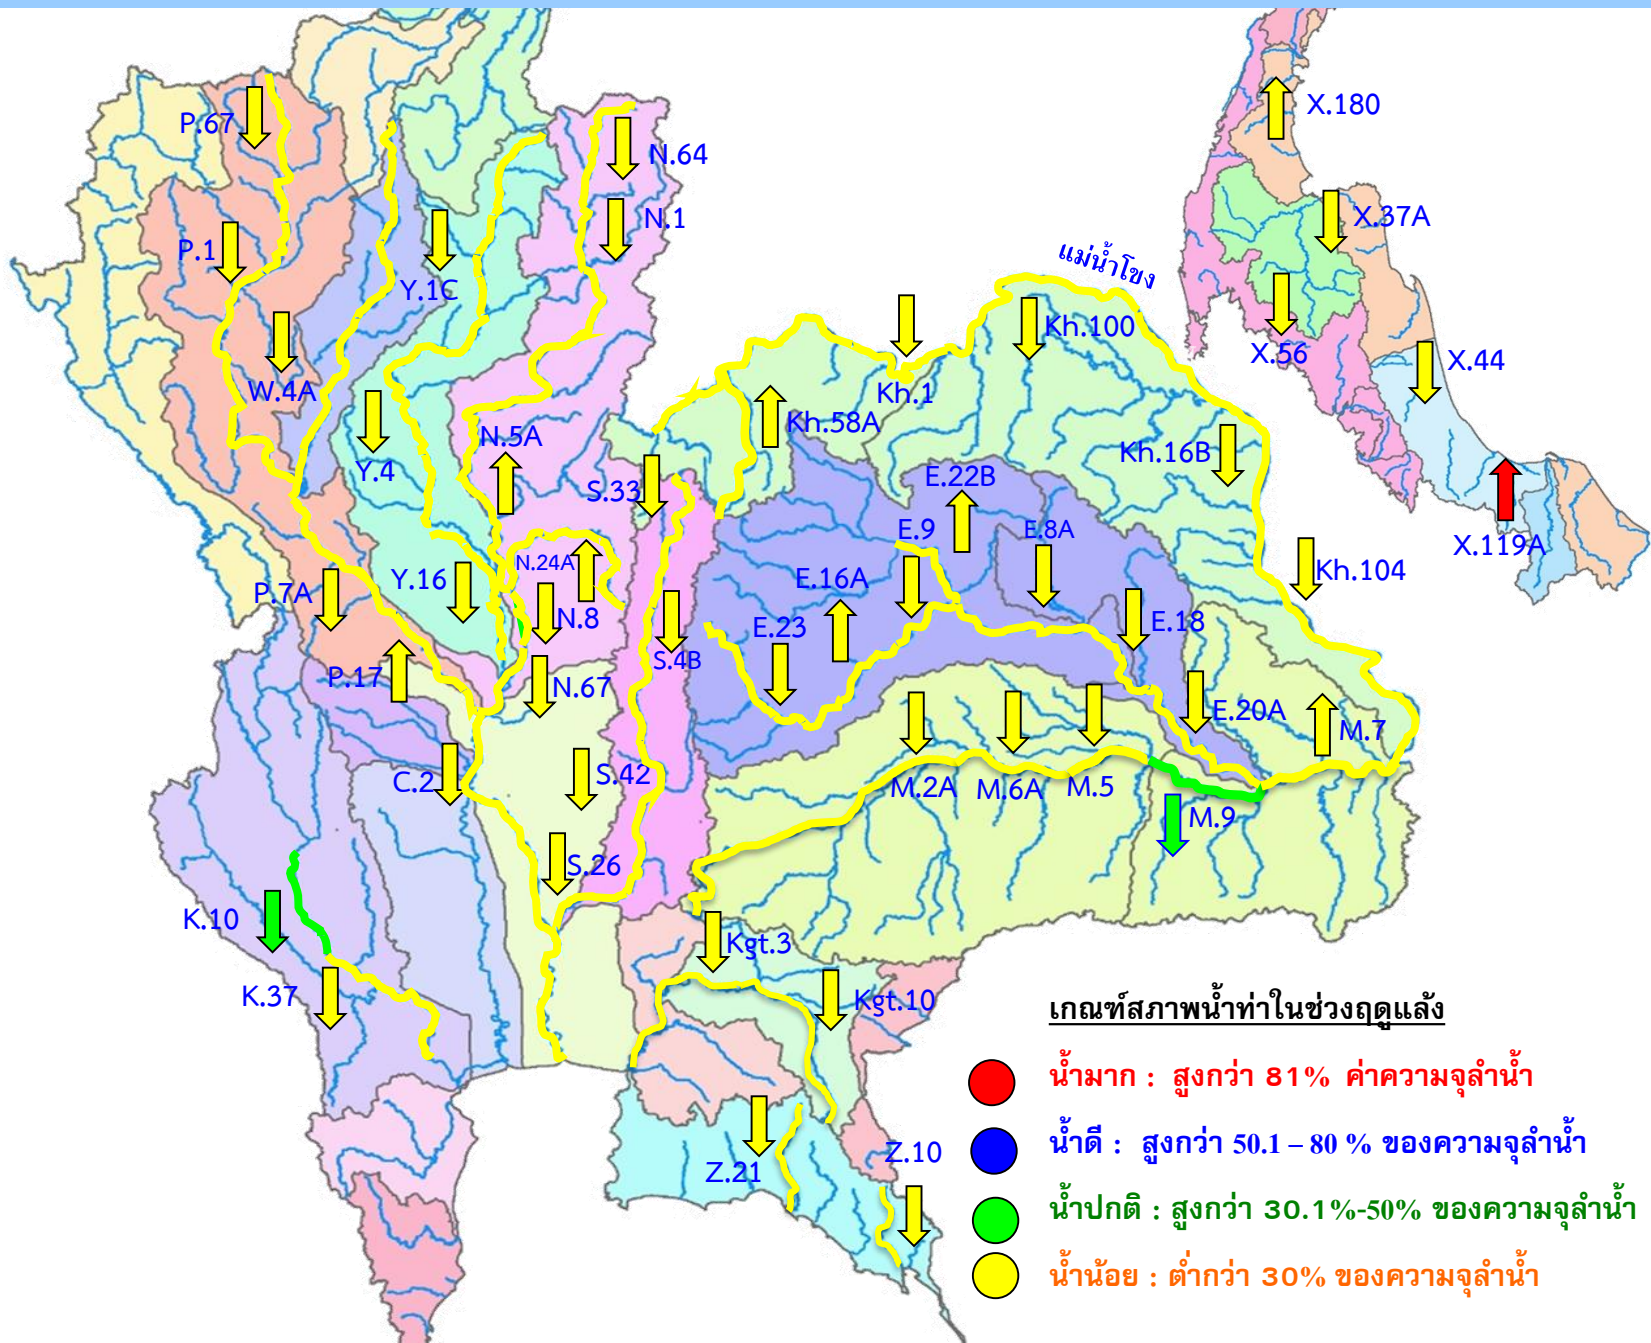 P.67
N.64
X.180
N.1
X.37A
P.1
แม่น้ำโขง
Y.1C
Kh.100
X.56
X.44
W.4A
Kh.1
Kh.58A
N.5A
Y.4
Kh.16B
S.33
E.22B
E.9
E.8A
X.119A
N.24A
Kh.104
Y.16
E.16A
P.7A
N.8
E.23
E.18
S.4B
P.17
N.67
E.20A
M.7
C.2
S.42
M.2A
M.6A
M.5
M.9
S.26
K.10
Kgt.3
K.37
Kgt.10
Z.21
Z.10
เกณฑ์สภาพน้ำท่าในช่วงฤดูแล้ง
น้ำมาก : สูงกว่า 81% ค่าความจุลำน้ำ
น้ำดี : สูงกว่า 50.1 – 80 % ของความจุลำน้ำ
น้ำปกติ : สูงกว่า 30.1%-50% ของความจุลำน้ำ
น้ำน้อย : ต่ำกว่า 30% ของความจุลำน้ำ